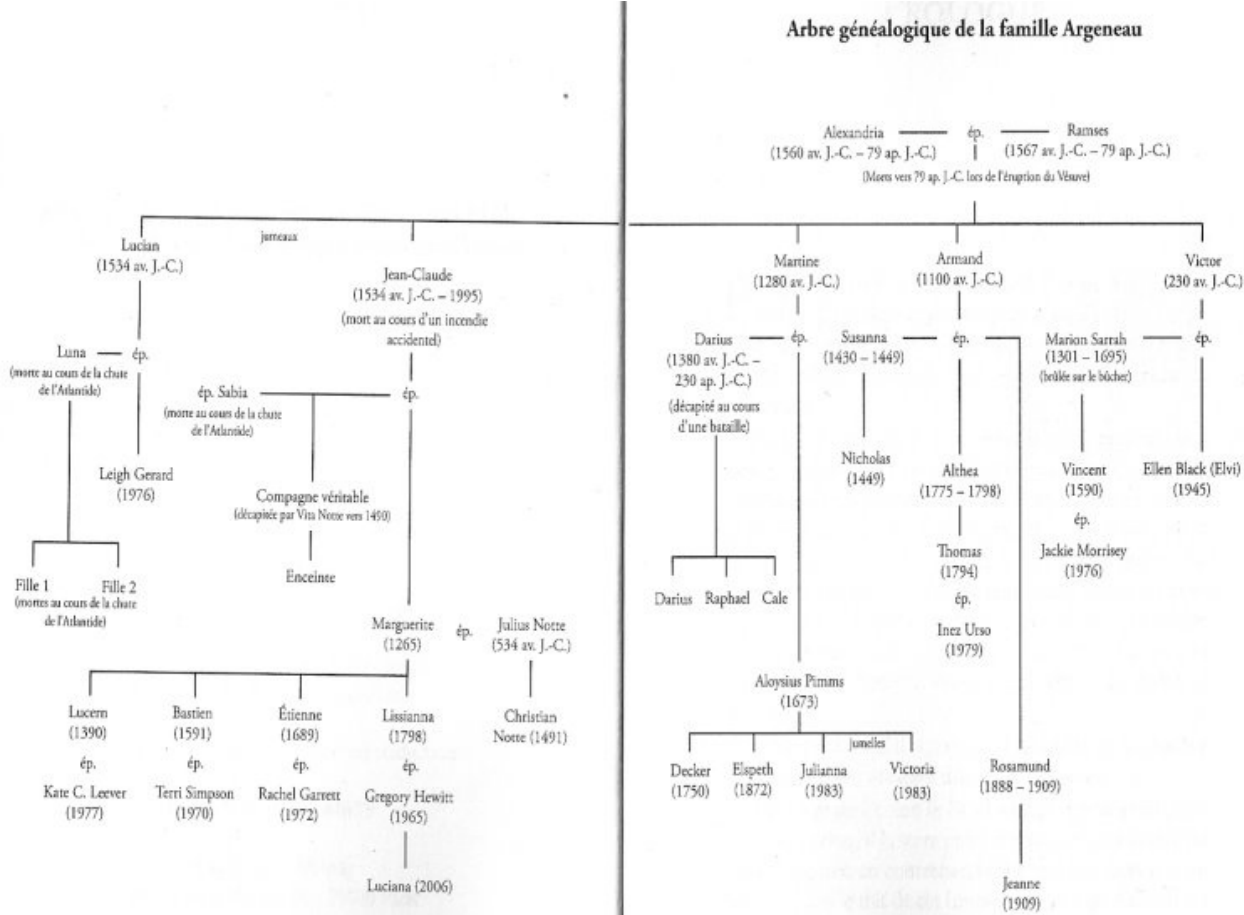 Arbre généalogique de la famille Argeneau
Alexandria
ép.
Ramses
(1560 av. J.-C. – 79 ap. J.-C.)
(1567 av. J.-C. – 79 ap. J.-C.)
(Morts vers 79 ap. J.-C. lors de l'éruption du Vésuve)
jumeaux
Lucian
(1534 av. J.-C.)
Jean-Claude
(1534 av. J.-C. – 1995)
(mort au cours d'un incendie
accidentel)
Luna
ép.
(morte au cours de la chute
de l'Atlantide)
ép. Sabia
ép.
(morte au cours de la chute
de l'Atlantide)
Leigh Gerard
(1976)
Compagne véritable
(décapitée par Vita Notte vers 1490)
Enceinte
Fille 1
Fille 2
(mortes au cours de la chute
de l'Atlantide)
Marguerite
(1265)
ép.
Julius Notte
(534 av. J.-C.)
Lucern
(1390)
ép.
Kate C. Leever
(1977)
Bastien
(1591)
ép.
Terri Simpson
(1970)
Étienne
(1689)
ép.
Rachel Garrett
(1972)
Lissianna
(1798)
ép.
Gregory Hewitt
(1965)
Christian
Notte (1491)
Luciana (2006)
Martine
(1280 av. J.-C.)
Armand
(1100 av. J.-C.)
Victor
(230 av. J.-C.)
Darius
ép.
(1380 av. J.-C. –
230 ap. J.-C.)
(décapité au cours
d'une bataille)
Susanna
(1430 – 1449)
ép.
Marion Sarrah
(1301 – 1695)
(brûlée sur le bûcher)
ép.
Nicholas
(1449)
Althea
(1775 – 1798)
Vincent
(1590)
ép.
Jackie Morrisey
(1976)
Ellen Black (Elvi)
(1945)
Thomas
(1794)
ép.
Inez Urso
(1979)
Darius
Raphael
Cale
Aloysius Pimms
(1673)
jumelles
Decker
(1750)
Elspeth
(1872)
Julianna
(1983)
Victoria
(1983)
Rosamund
(1888 – 1909)
Jeanne
(1909)